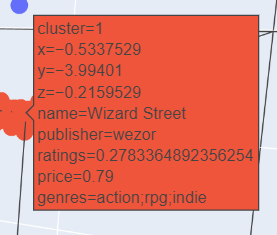 cluster=1
x=−0.5337529
y=−3.99401
z=−0.2159529
name=Wizard Street
publisher=wezor
ratings=0.2783364892356254
price=0.79
genres=action;rpg;indie